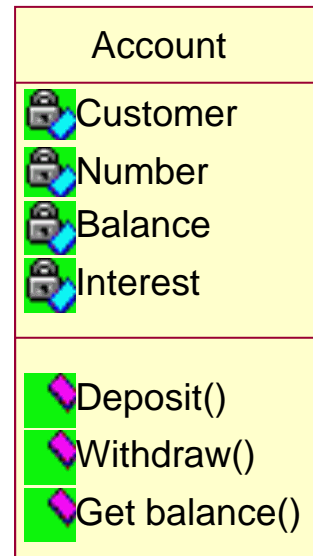 Account
Customer
Number
Balance
Interest
Deposit()
Withdraw()
Get balance()